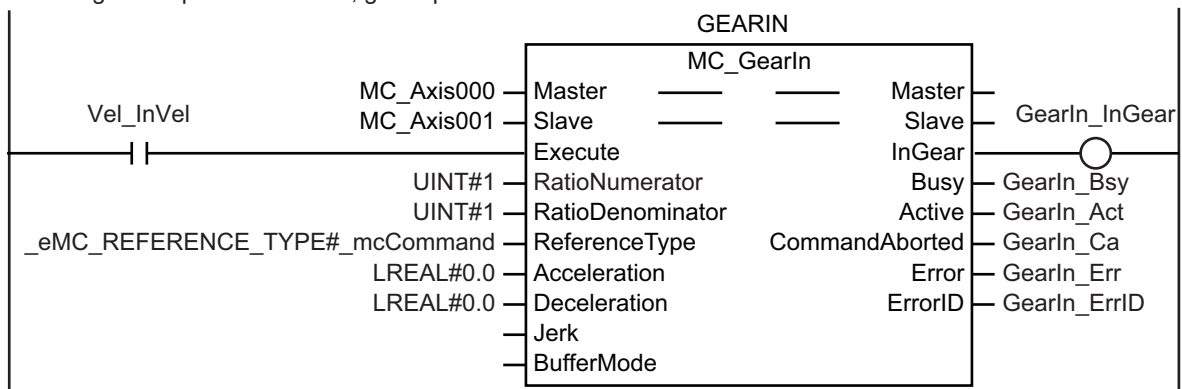 GEARIN
MC_GearIn
MC_Axis000 Master Master
Vel_InVel MC_Axis001 Slave Slave GearIn_InGear
Execute InGear
UINT#1 RatioNumerator Busy GearIn_Bsy
UINT#1 RatioDenominator Active GearIn_Act
_eMC_REFERENCE_TYPE#_mcCommand ReferenceType CommandAborted GearIn_Ca
LREAL#0.0 Acceleration Error GearIn_Err
LREAL#0.0 Deceleration ErrorID GearIn_ErrID
Jerk
BufferMode